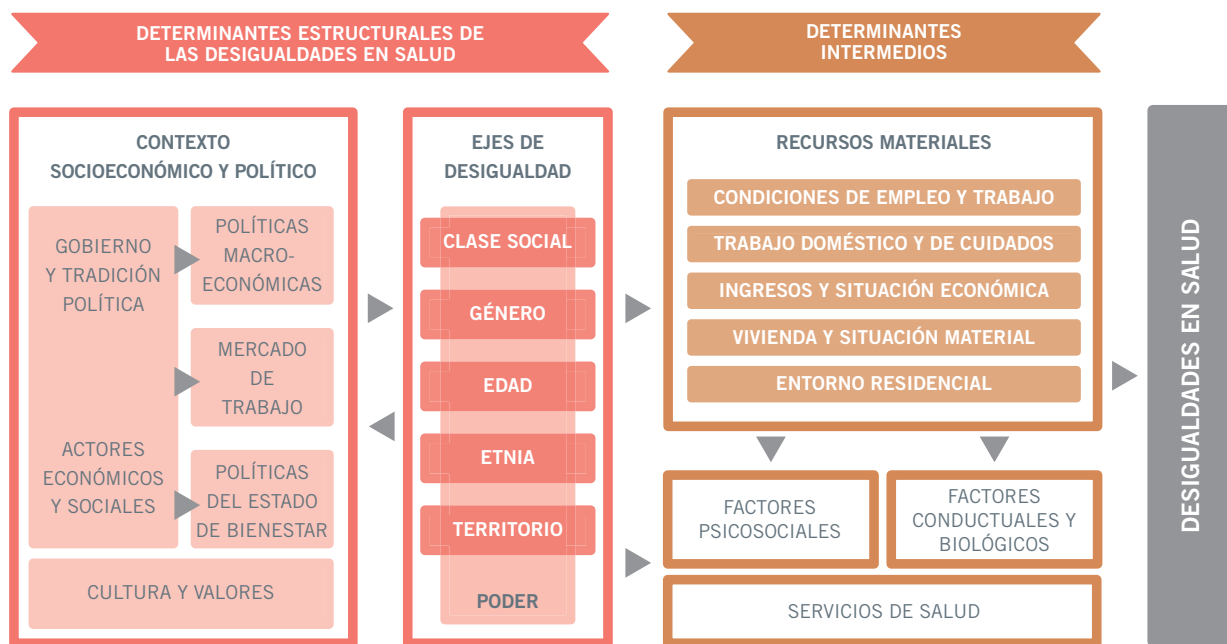 DETERMINANTES ESTRUCTURALES DE
LAS DESIGUALDADES EN SALUD
DETERMINANTES
INTERMEDIOS
CONTEXTO
SOCIOECONÓMICO Y POLÍTICO
GOBIERNO
Y TRADICIÓN
POLÍTICA
ACTORES
ECONÓMICOS
Y SOCIALES
POLÍTICAS
MACRO-
ECONÓMICAS
MERCADO
DE
TRABAJO
POLÍTICAS
DEL ESTADO
DE BIENESTAR
CULTURA Y VALORES
EJES DE
DESIGUALDAD
CLASE SOCIAL
GÉNERO
EDAD
ETNIA
TERRITORIO
PODER
RECURSOS MATERIALES
CONDICIONES DE EMPLEO Y TRABAJO
TRABAJO DOMÉSTICO Y DE CUIDADOS
INGRESOS Y SITUACIÓN ECONÓMICA
VIVIENDA Y SITUACIÓN MATERIAL
ENTORNO RESIDENCIAL
FACTORES
PSICOSOCIALES
FACTORES
CONDUCTUALES Y
BIOLÓGICOS
SERVICIOS DE SALUD
DESIGUALDADES EN SALUD